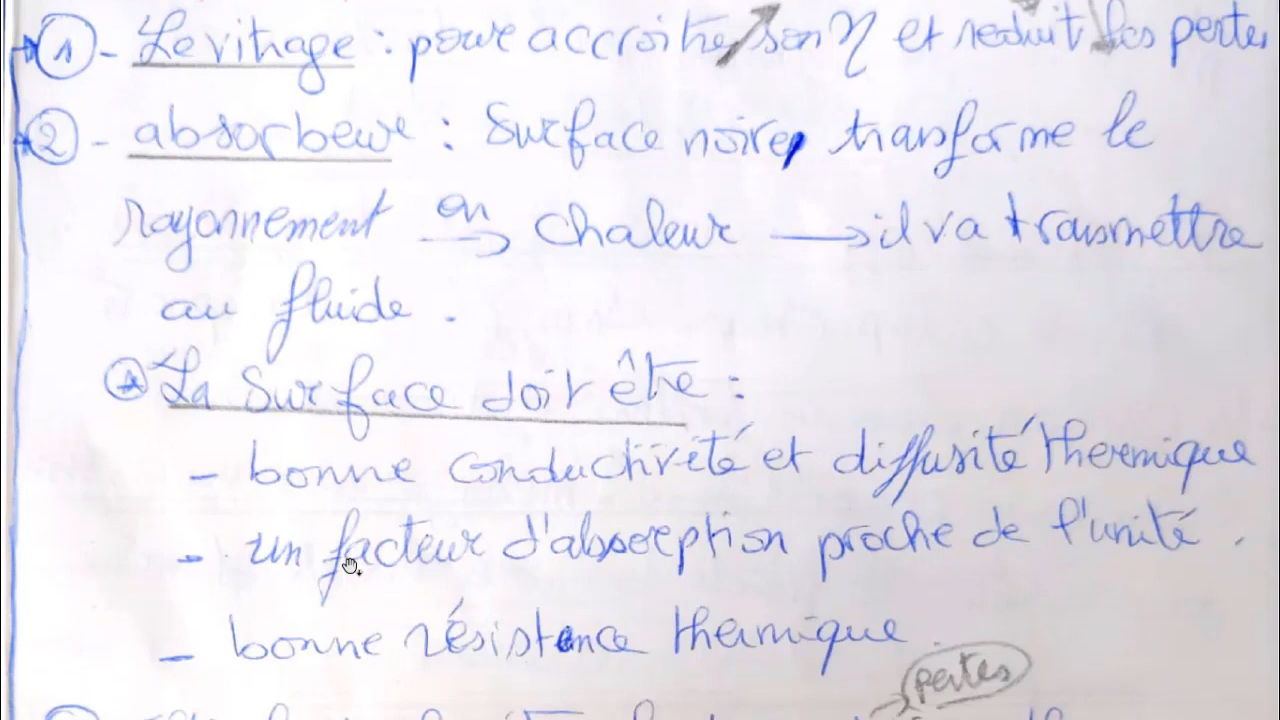 ① - Le vitrage : pour accroitre son η et reduit les pertes
② - absorbeur : Surface noire, transforme le
rayonnement en → chaleur → il va transmettre
au fluide .
La Surface doit être :
- bonne conductivité et diffusité thermique
- un facteur d'absorption proche de l'unité .
- bonne résistance thermique .
pertes